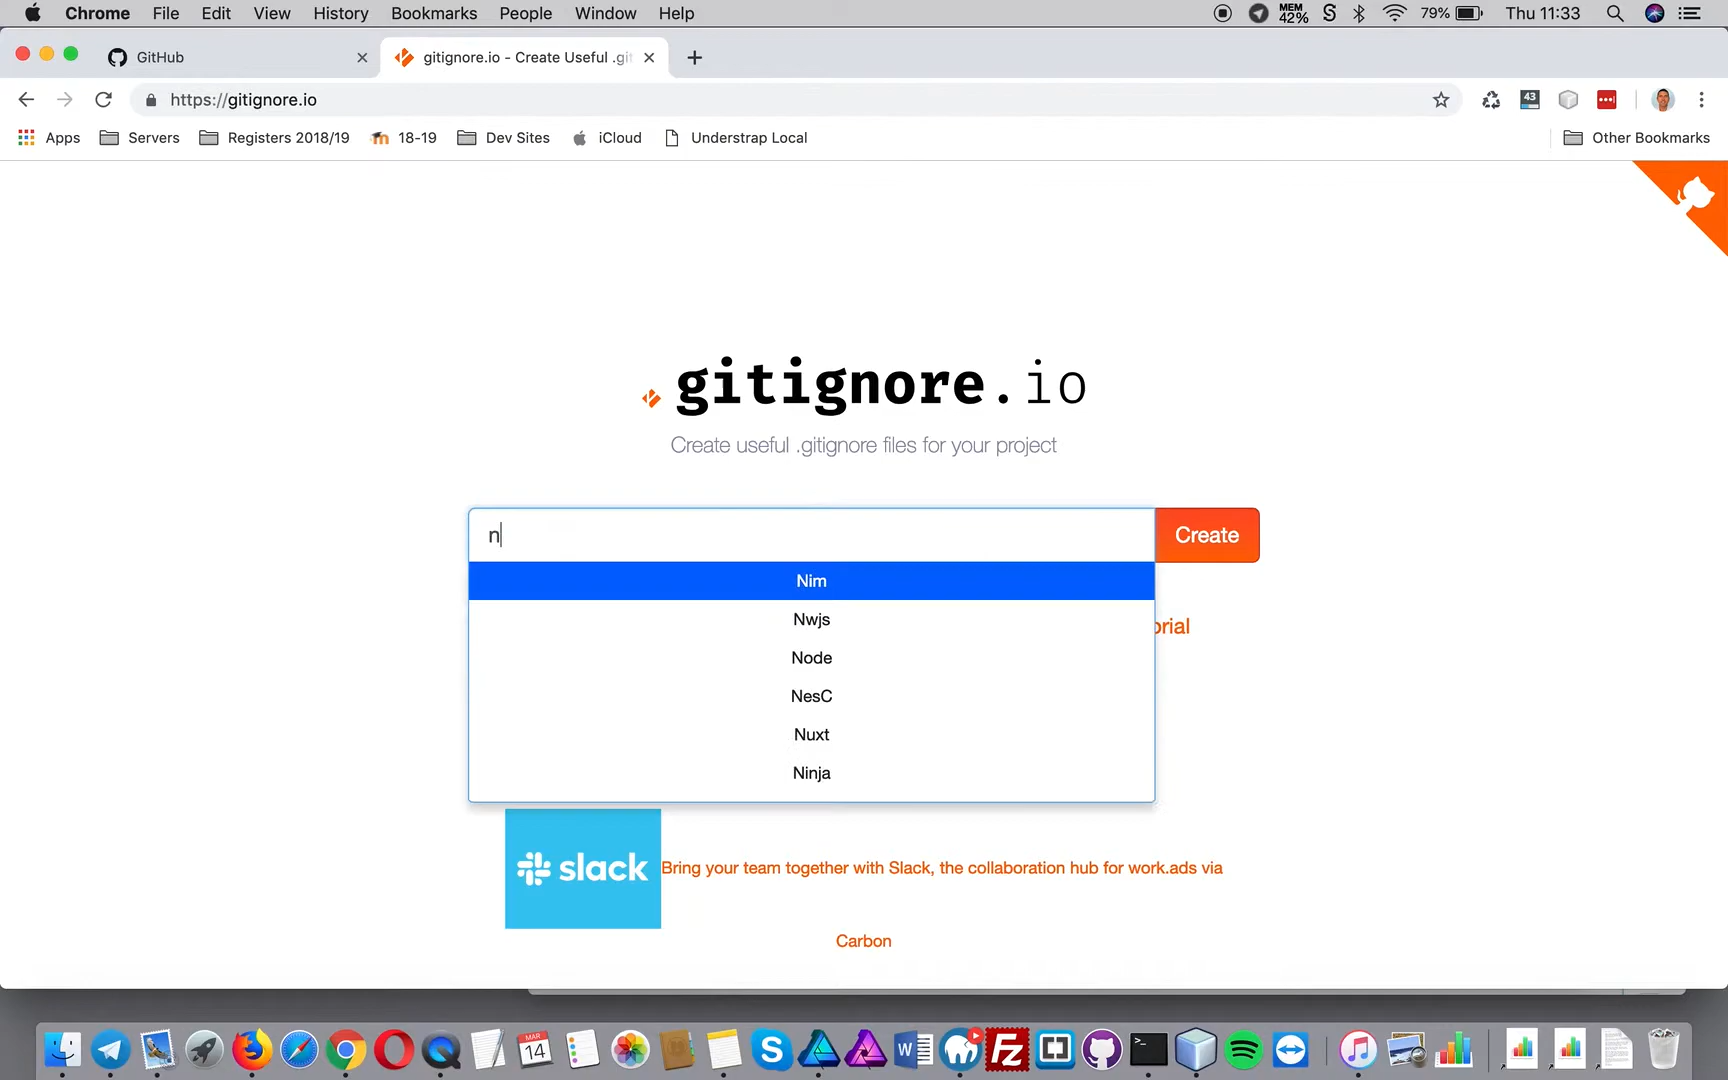 Chrome File Edit View History Bookmarks People Window Help MEM 42% S 79% Thu 11:33
GitHub gitignore.io - Create Useful .git
https://gitignore.io 43
Apps Servers Registers 2018/19 18-19 Dev Sites iCloud Understrap Local Other Bookmarks
gitignore.io
Create useful .gitignore files for your project
n Create
Nim
Nwjs
orial
Node
NesC
Nuxt
Ninja
slack Bring your team together with Slack, the collaboration hub for work.ads via
Carbon
MAR 14 S W FZ >_